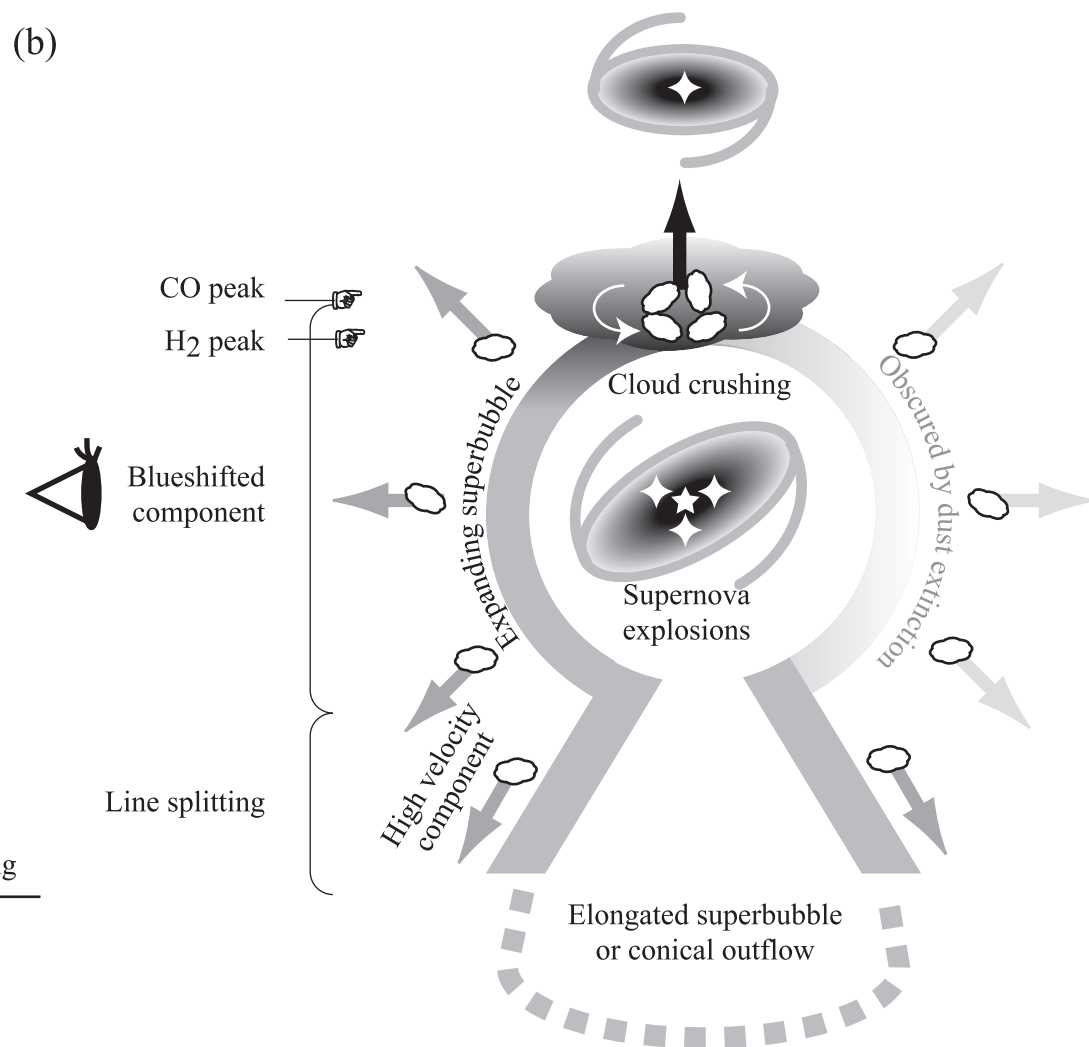 (b)
CO peak
H2 peak
Cloud crushing
Expanding superbubble
Obscured by dust extinction
Blueshifted
component
Supernova
explosions
High velocity
component
Line splitting
g
Elongated superbubble
or conical outflow